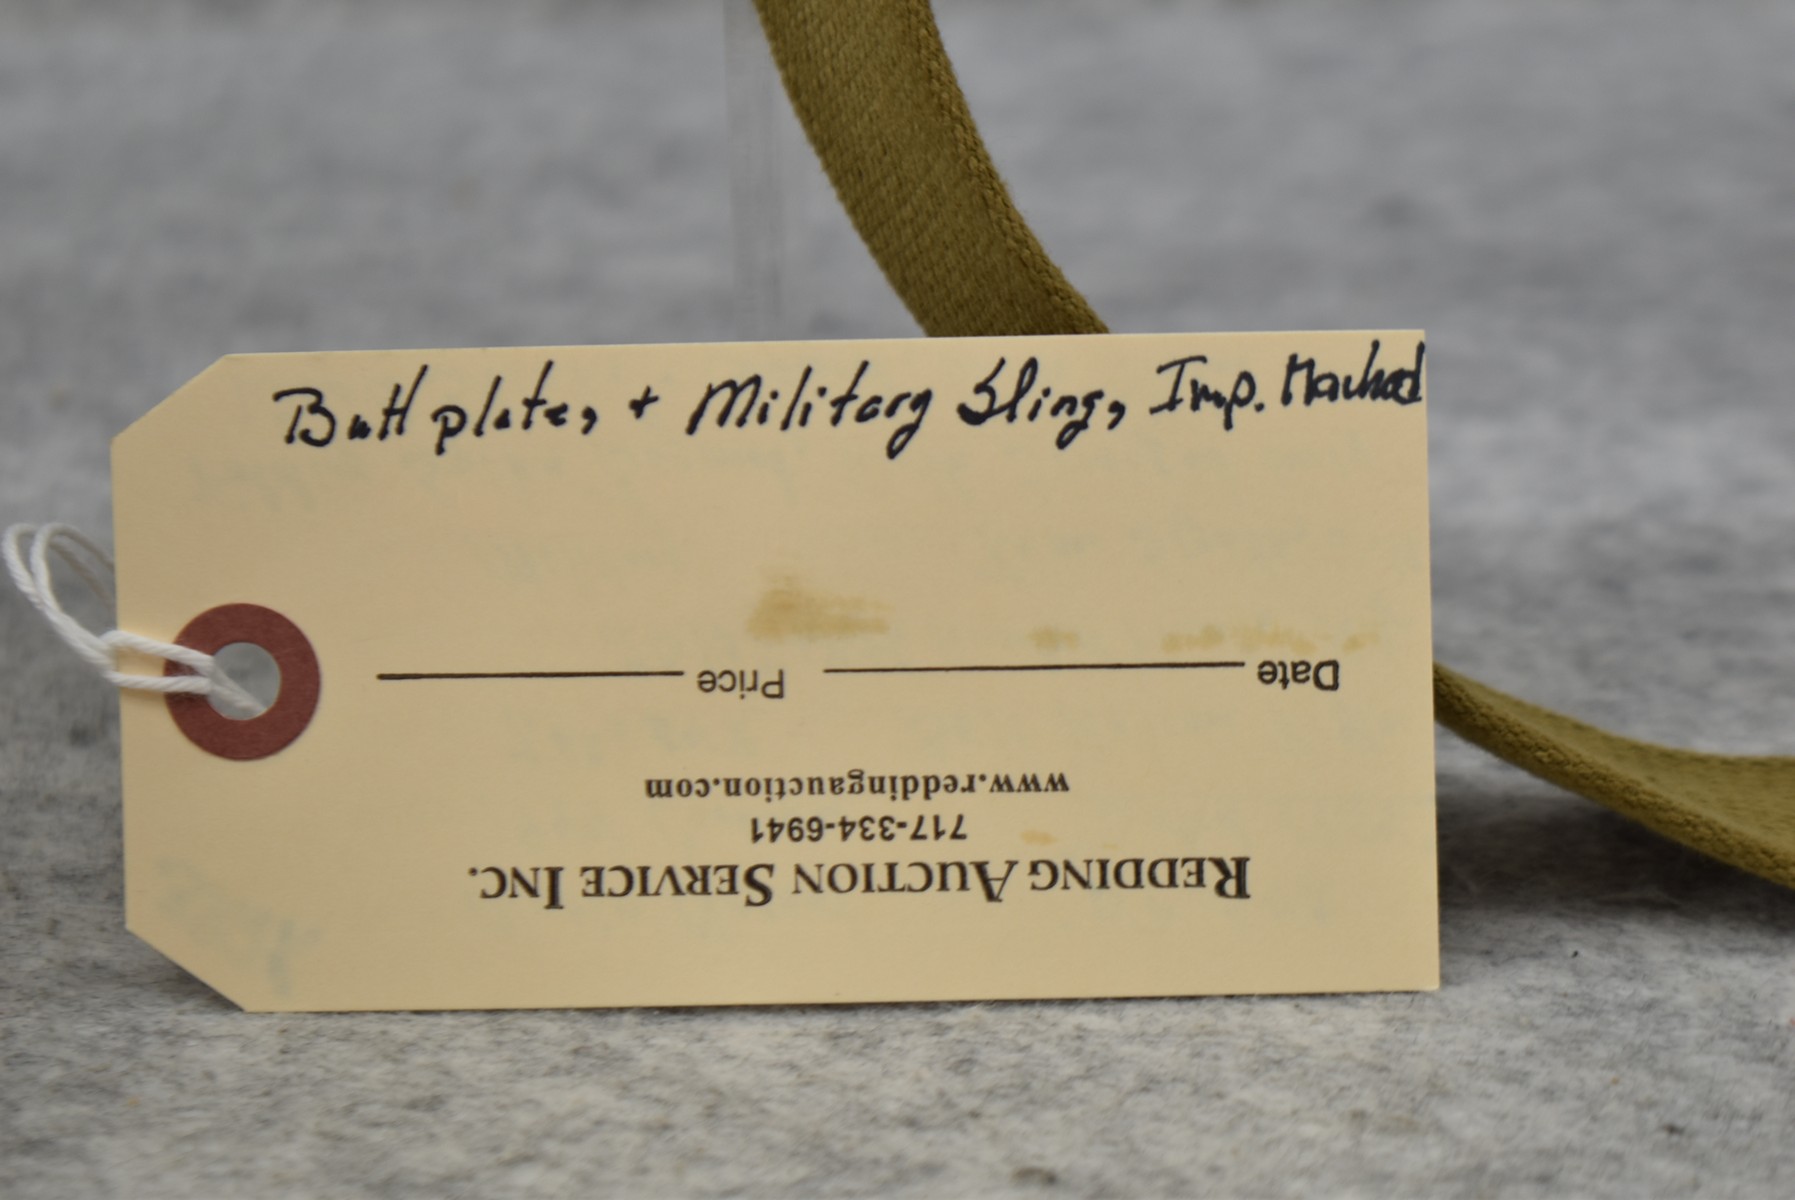 Butt plate, + Military Sling, Imp. Marked
Date Price
www.reddingauction.com
717-334-6941
REDDING AUCTION SERVICE INC.